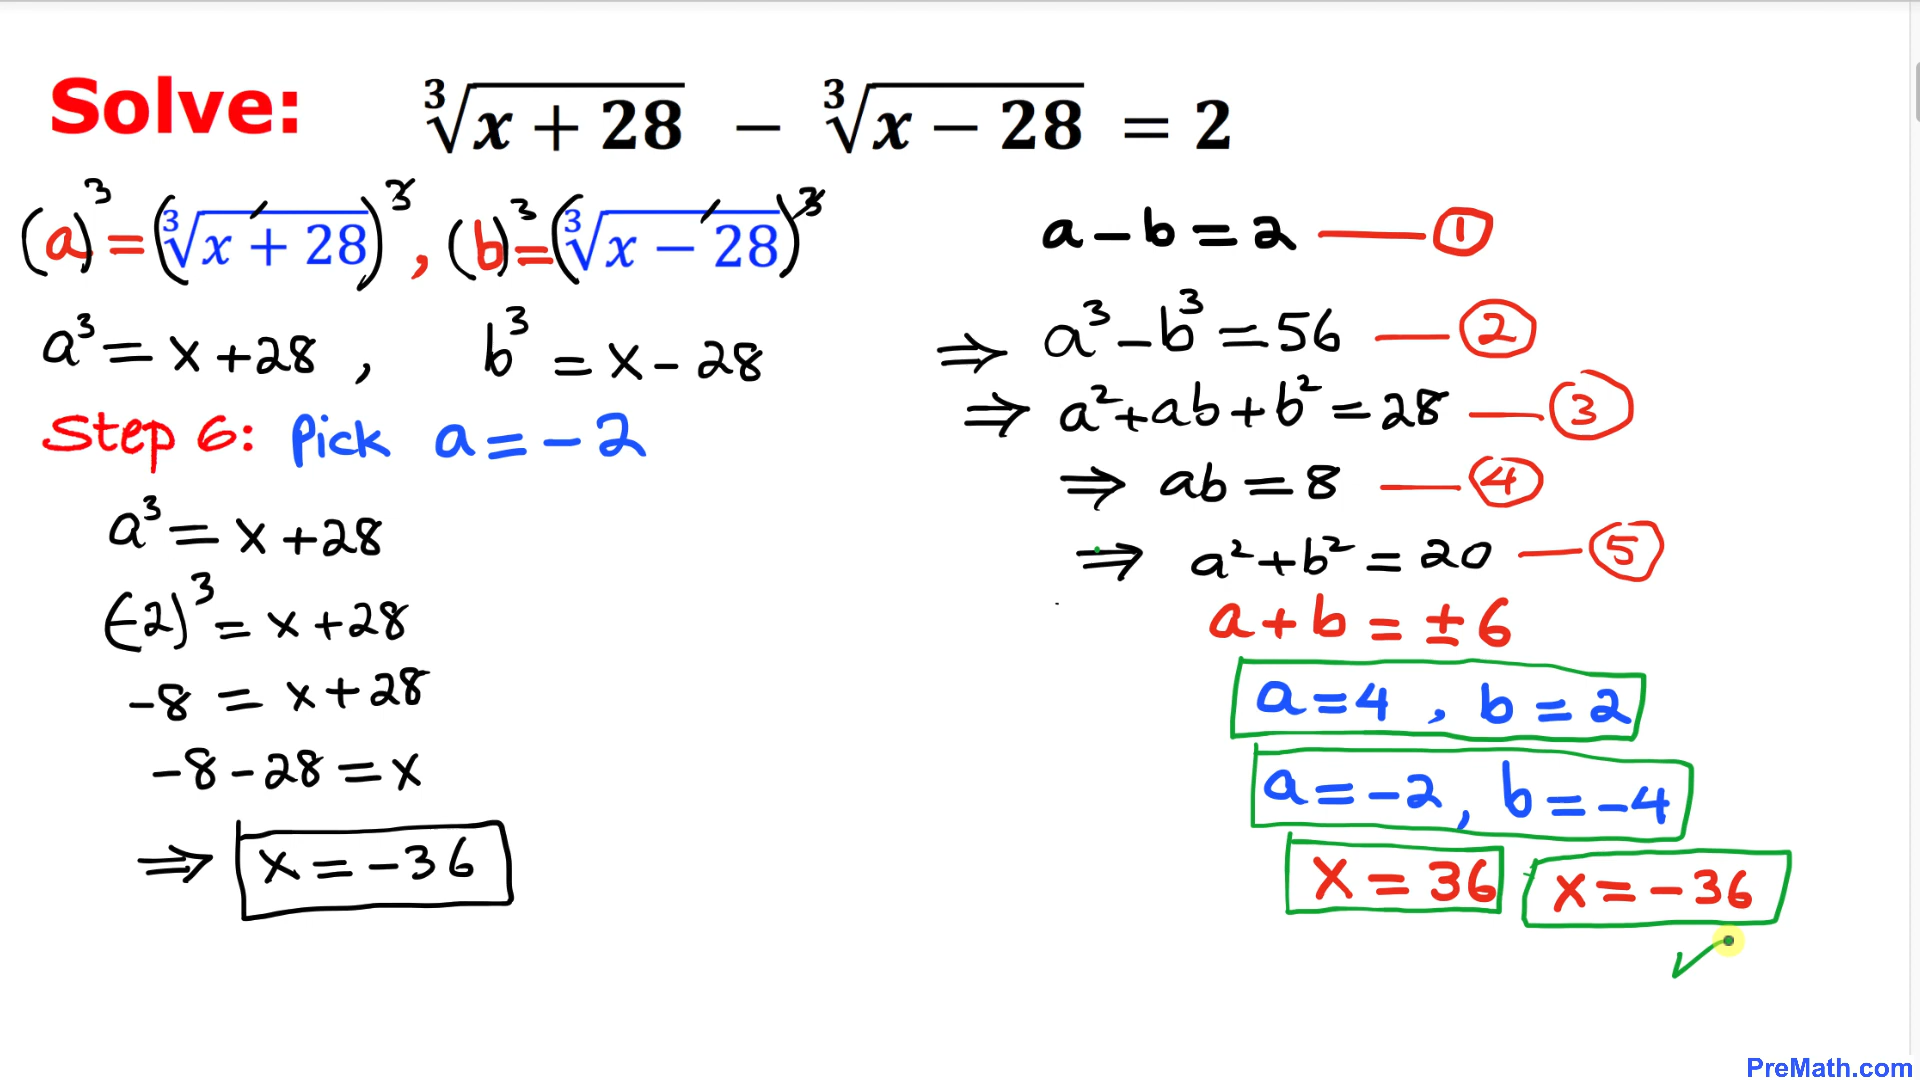 Solve: ∛(x + 28) − ∛(x − 28) = 2
(a)³ = (∛(x + 28))³ , (b)³ = (∛(x − 28))³
a³ = x + 28 , b³ = x − 28
Step 6: Pick a = −2
a³ = x + 28
(−2)³ = x + 28
−8 = x + 28
−8 − 28 = x
⇒ x = −36
a − b = 2 — ①
⇒ a³ − b³ = 56 — ②
⇒ a² + ab + b² = 28 — ③
⇒ ab = 8 — ④
⇒ a² + b² = 20 — ⑤
a + b = ± 6
a = 4 , b = 2
a = −2 , b = −4
x = 36 x = −36
PreMath.com